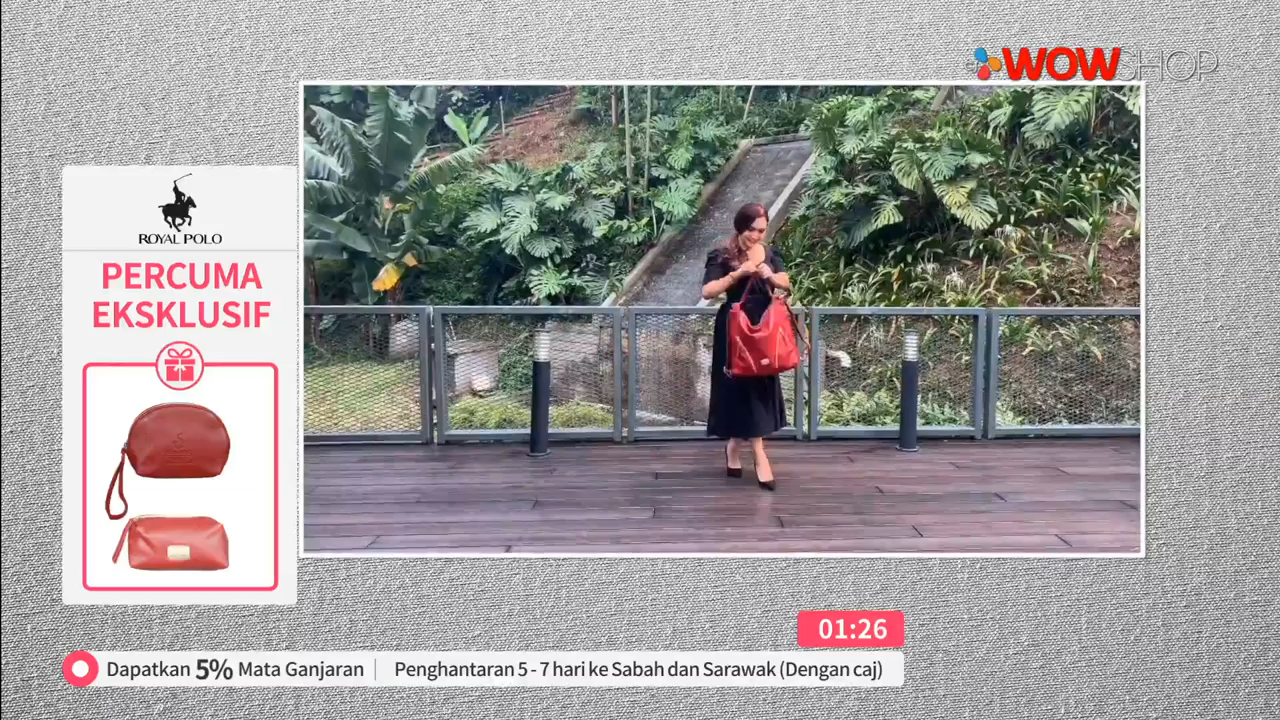 WOWSHOP
ROYAL POLO
PERCUMA
EKSKLUSIF
01:26
Dapatkan 5% Mata Ganjaran
Penghantaran 5 - 7 hari ke Sabah dan Sarawak (Dengan caj)